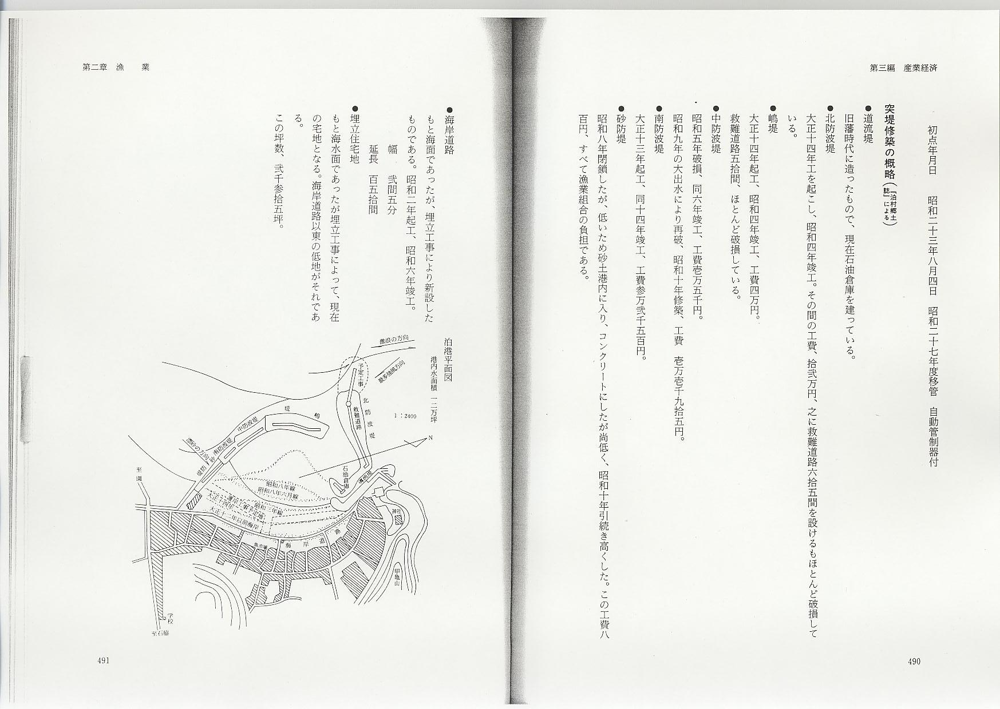 第三編　産業経済
初点年月日　昭和二十三年八月四日　昭和二十七年度移管　自動管制器付
突堤修築の概略(「泊村郷土誌」による)
●道流堤
旧藩時代に造ったもので、現在石油倉庫を建っている。
●北防波堤
大正十四年工を起こし、昭和四年竣工。その間の工費、拾弐万円、之に救難道路六拾五間を設けるもほとんど破損して
いる。
●嶋堤
大正十四年起工、昭和四年竣工、工費四万円。
救難道路五拾間、ほとんど破損している。
●中防波堤
昭和五年破損、同六年竣工、工費壱万五千円。
昭和九年の大出水により再破、昭和十年修築、工費　壱万壱千九拾五円。
●南防波堤
大正十三年起工、同十四年竣工、工費参万弐千五百円。
●砂防堤
昭和八年閉鎖したが、低いため砂土港内に入り、コンクリートにしたが尚低く、昭和十年引続き高くした。この工費八
百円、すべて漁業組合の負担である。
490
第二章　漁　業
●海岸道路
もと海面であったが、埋立工事により新設した
ものである。昭和二年起工、昭和六年竣工。
幅　弐間五分
延長　百五拾間
●埋立住宅地
もと海水面であったが埋立工事によって、現在
の宅地となる。海岸道路以東の低地がそれであ
る。
この坪数、弐千参拾五坪。
泊港平面図
港内水面積　一二万坪
1：2400
N
激浪の方向
最多強風方向
予定工事
北防波堤
救難道路
嶋堤
中防波堤
南防波堤
砂防堤
漂砂の方向
石油倉庫
昭和八年線
昭和八年六月線
昭和三年線
護岸工事予定地
大正十四年
大正十二年以前海岸
海岸道路
魚市場
神社
甲亀山
至園
学校
至石脇
491